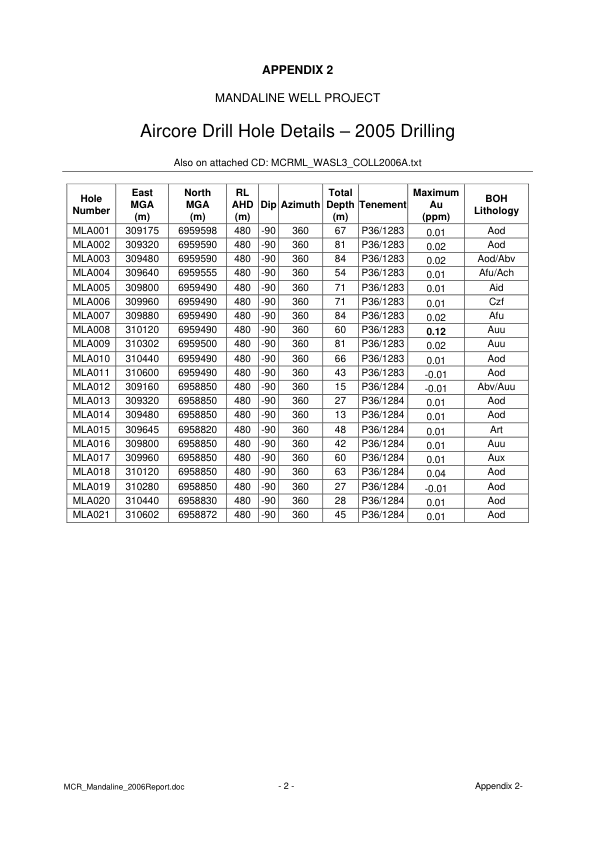 APPENDIX 2
MANDALINE WELL PROJECT
Aircore Drill Hole Details – 2005 Drilling
Also on attached CD: MCRML_WASL3_COLL2006A.txt
Hole Number East MGA (m) North MGA (m) RL AHD (m) Dip Azimuth Total Depth (m) Tenement Maximum Au (ppm) BOH Lithology
MLA001 309175 6959598 480 -90 360 67 P36/1283 0.01 Aod
MLA002 309320 6959590 480 -90 360 81 P36/1283 0.02 Aod
MLA003 309480 6959590 480 -90 360 84 P36/1283 0.02 Aod/Abv
MLA004 309640 6959555 480 -90 360 54 P36/1283 0.01 Afu/Ach
MLA005 309800 6959490 480 -90 360 71 P36/1283 0.01 Aid
MLA006 309960 6959490 480 -90 360 71 P36/1283 0.01 Czf
MLA007 309880 6959490 480 -90 360 84 P36/1283 0.02 Afu
MLA008 310120 6959490 480 -90 360 60 P36/1283 0.12 Auu
MLA009 310302 6959500 480 -90 360 81 P36/1283 0.02 Auu
MLA010 310440 6959490 480 -90 360 66 P36/1283 0.01 Aod
MLA011 310600 6959490 480 -90 360 43 P36/1283 -0.01 Aod
MLA012 309160 6958850 480 -90 360 15 P36/1284 -0.01 Abv/Auu
MLA013 309320 6958850 480 -90 360 27 P36/1284 0.01 Aod
MLA014 309480 6958850 480 -90 360 13 P36/1284 0.01 Aod
MLA015 309645 6958820 480 -90 360 48 P36/1284 0.01 Art
MLA016 309800 6958850 480 -90 360 42 P36/1284 0.01 Auu
MLA017 309960 6958850 480 -90 360 60 P36/1284 0.01 Aux
MLA018 310120 6958850 480 -90 360 63 P36/1284 0.04 Aod
MLA019 310280 6958850 480 -90 360 27 P36/1284 -0.01 Aod
MLA020 310440 6958830 480 -90 360 28 P36/1284 0.01 Aod
MLA021 310602 6958872 480 -90 360 45 P36/1284 0.01 Aod
MCR_Mandaline_2006Report.doc - 2 - Appendix 2-